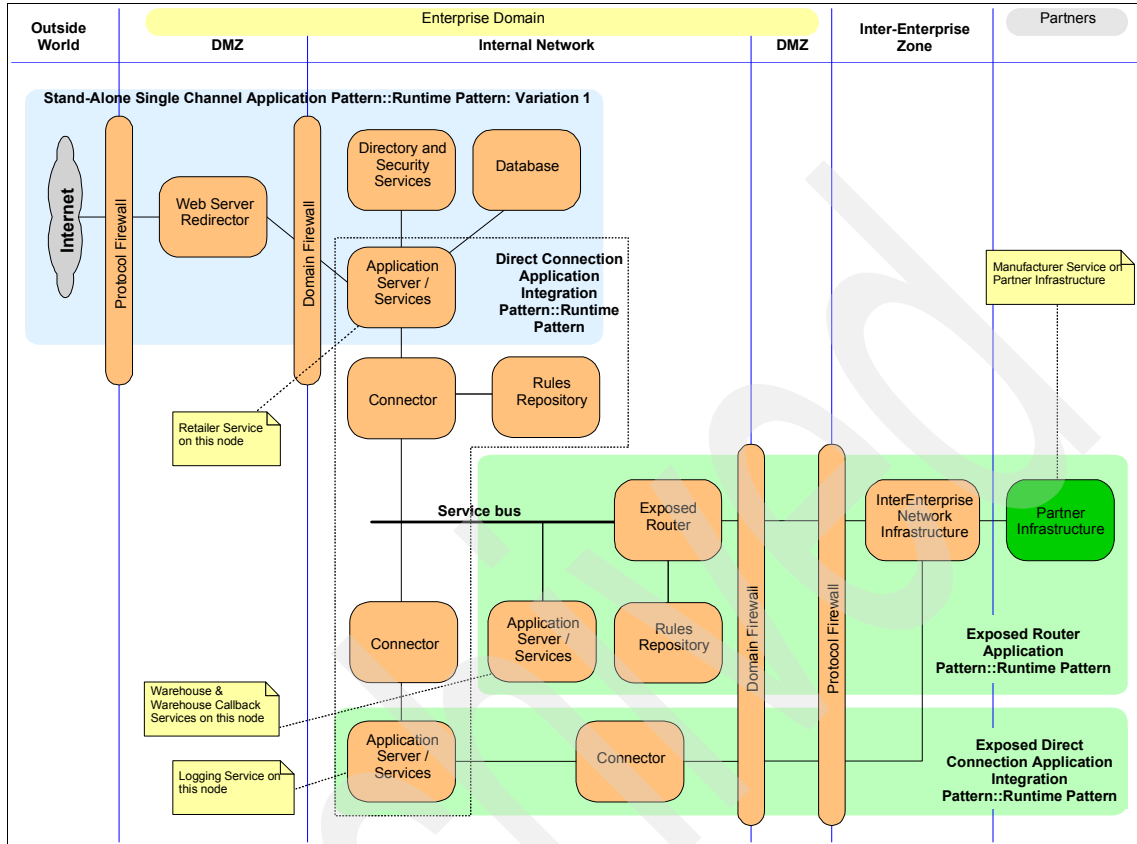 Enterprise Domain
Partners
Outside
World
DMZ
Internal Network
DMZ
Inter-Enterprise
Zone
Stand-Alone Single Channel Application Pattern::Runtime Pattern: Variation 1
Internet
Protocol Firewall
Web Server
Redirector
Domain Firewall
Directory and
Security
Services
Database
Application
Server /
Services
Direct Connection
Application
Integration
Pattern::Runtime
Pattern
Manufacturer Service on
Partner Infrastructure
Connector
Rules
Repository
Retailer Service
on this node
Service bus
Exposed
Router
Domain Firewall
Protocol Firewall
InterEnterprise
Network
Infrastructure
Partner
Infrastructure
Connector
Application
Server /
Services
Rules
Repository
Exposed Router
Application
Pattern::Runtime Pattern
Warehouse &
Warehouse Callback
Services on this node
Logging Service on
this node
Application
Server /
Services
Connector
Exposed Direct
Connection Application
Integration
Pattern::Runtime Pattern